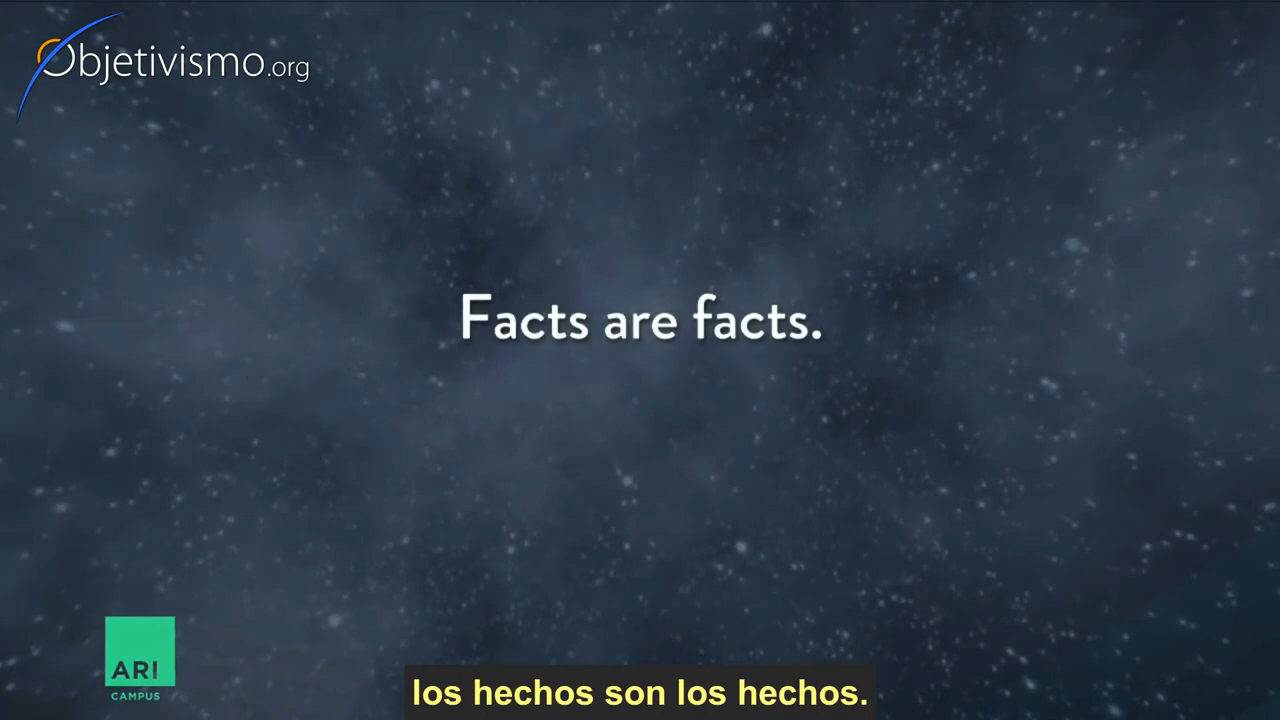 Objetivismo.org
Facts are facts.
ARI
CAMPUS
los hechos son los hechos.